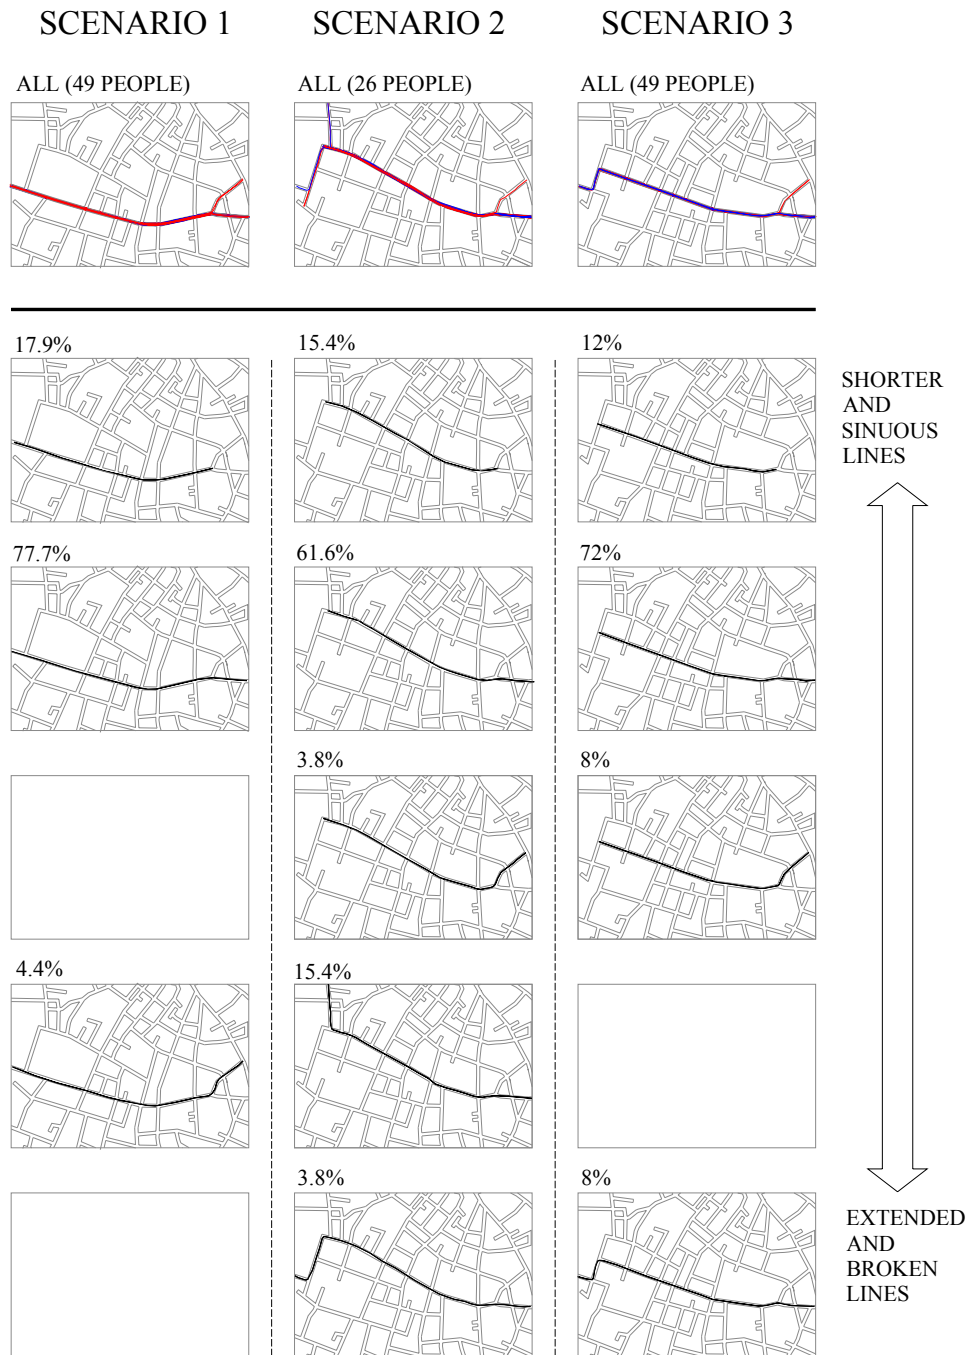 SCENARIO 1
SCENARIO 2
SCENARIO 3
ALL (49 PEOPLE)
ALL (26 PEOPLE)
ALL (49 PEOPLE)
17.9%
15.4%
12%
SHORTER
AND
SINUOUS
LINES
77.7%
61.6%
72%
3.8%
8%
4.4%
15.4%
3.8%
8%
EXTENDED
AND
BROKEN
LINES